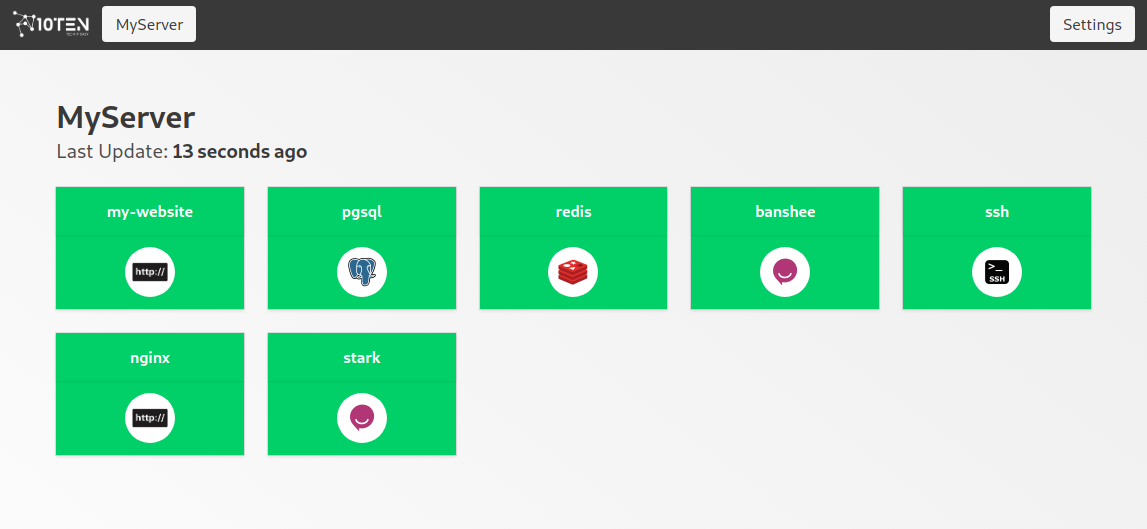 10TEN
MyServer
Settings
MyServer
Last Update: 13 seconds ago
my-website
pgsql
redis
banshee
ssh
http://
>_
SSH
nginx
stark
http://